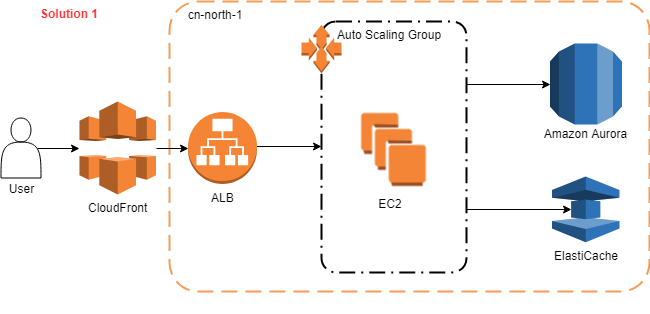 Solution 1
cn-north-1
Auto Scaling Group
Amazon Aurora
User
CloudFront
ALB
EC2
ElastiCache